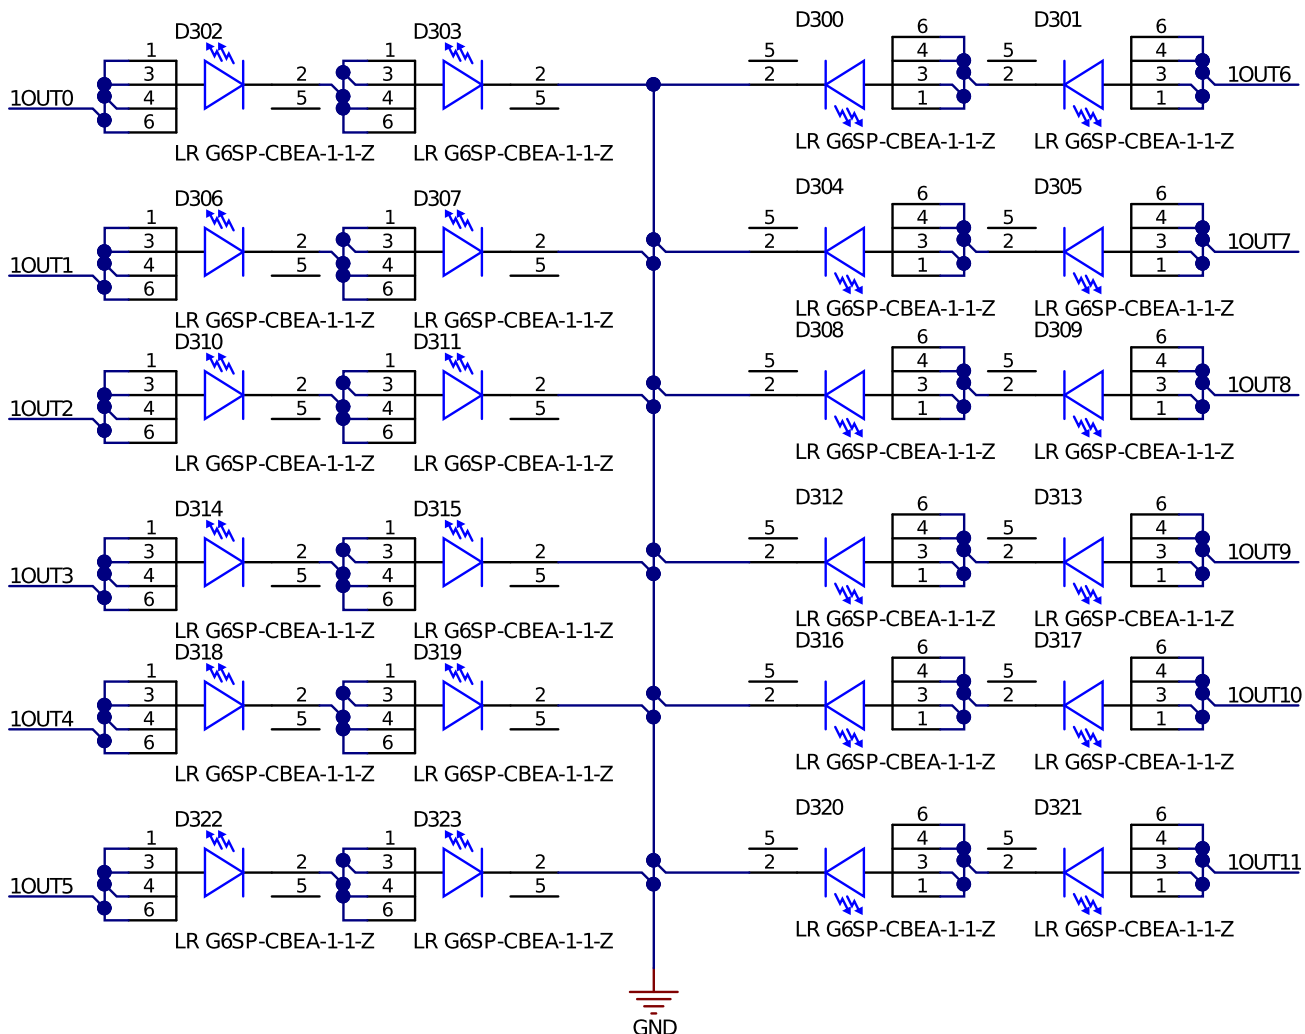 D302 D303 D300 D301
1 1 6 6
5 4 5 4
3 2 3 2 2 3 2 3 1OUT6
1OUT0 4 5 4 5 1 1
6 6
LR G6SP-CBEA-1-1-Z LR G6SP-CBEA-1-1-Z LR G6SP-CBEA-1-1-Z LR G6SP-CBEA-1-1-Z
D306 D307 D304 D305
1 1 6 6
5 4 5 4
3 2 3 2 2 3 2 3 1OUT7
1OUT1 4 5 4 5 1 1
6 6
LR G6SP-CBEA-1-1-Z LR G6SP-CBEA-1-1-Z LR G6SP-CBEA-1-1-Z LR G6SP-CBEA-1-1-Z
D310 D311 D308 D309
1 1 6 6
5 4 5 4
3 2 3 2 2 3 2 3 1OUT8
1OUT2 4 5 4 5 1 1
6 6
LR G6SP-CBEA-1-1-Z LR G6SP-CBEA-1-1-Z LR G6SP-CBEA-1-1-Z LR G6SP-CBEA-1-1-Z
D314 D315 D312 D313
1 1 6 6
5 4 5 4
3 2 3 2 2 3 2 3 1OUT9
1OUT3 4 5 4 5 1 1
6 6
LR G6SP-CBEA-1-1-Z LR G6SP-CBEA-1-1-Z LR G6SP-CBEA-1-1-Z LR G6SP-CBEA-1-1-Z
D318 D319 D316 D317
1 1 6 6
5 4 5 4
3 2 3 2 2 3 2 3 1OUT10
1OUT4 4 5 4 5 1 1
6 6
LR G6SP-CBEA-1-1-Z LR G6SP-CBEA-1-1-Z LR G6SP-CBEA-1-1-Z LR G6SP-CBEA-1-1-Z
D322 D323 D320 D321
1 1 6 6
5 4 5 4
3 2 3 2 2 3 2 3 1OUT11
1OUT5 4 5 4 5 1 1
6 6
LR G6SP-CBEA-1-1-Z LR G6SP-CBEA-1-1-Z LR G6SP-CBEA-1-1-Z LR G6SP-CBEA-1-1-Z
GND